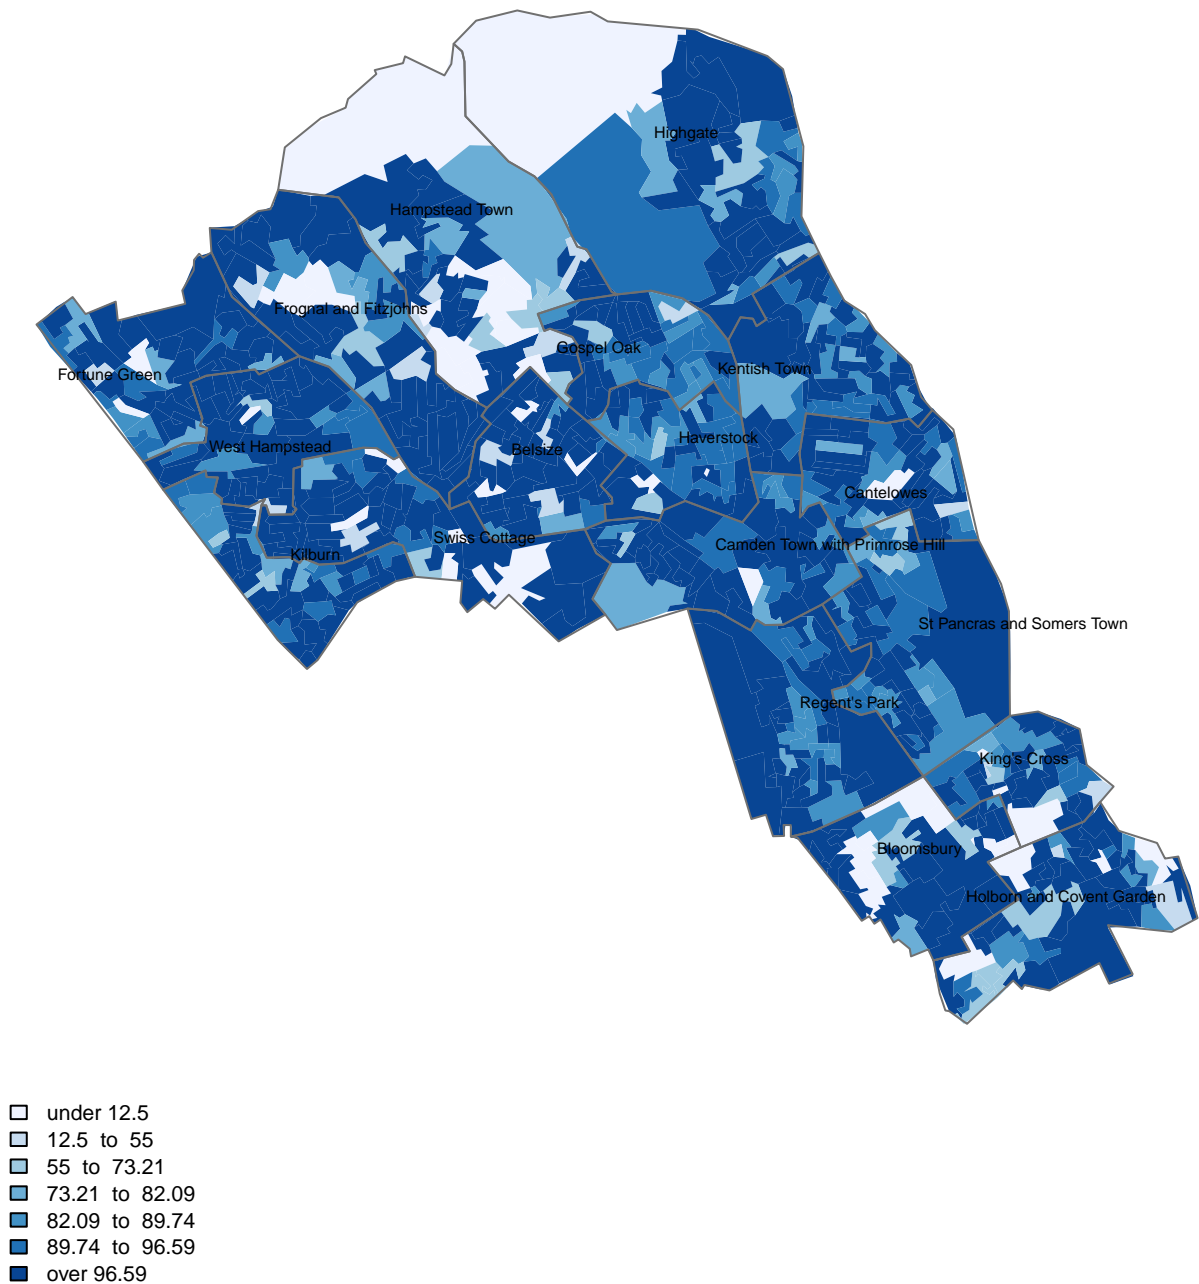 Highgate
Hampstead Town
Frognal and Fitzjohns
Gospel Oak
Kentish Town
Fortune Green
Haverstock
West Hampstead
Belsize
Cantelowes
Swiss Cottage
Camden Town with Primrose Hill
Kilburn
St Pancras and Somers Town
Regent's Park
King's Cross
Bloomsbury
Holborn and Covent Garden
under 12.5
12.5 to 55
55 to 73.21
73.21 to 82.09
82.09 to 89.74
89.74 to 96.59
over 96.59